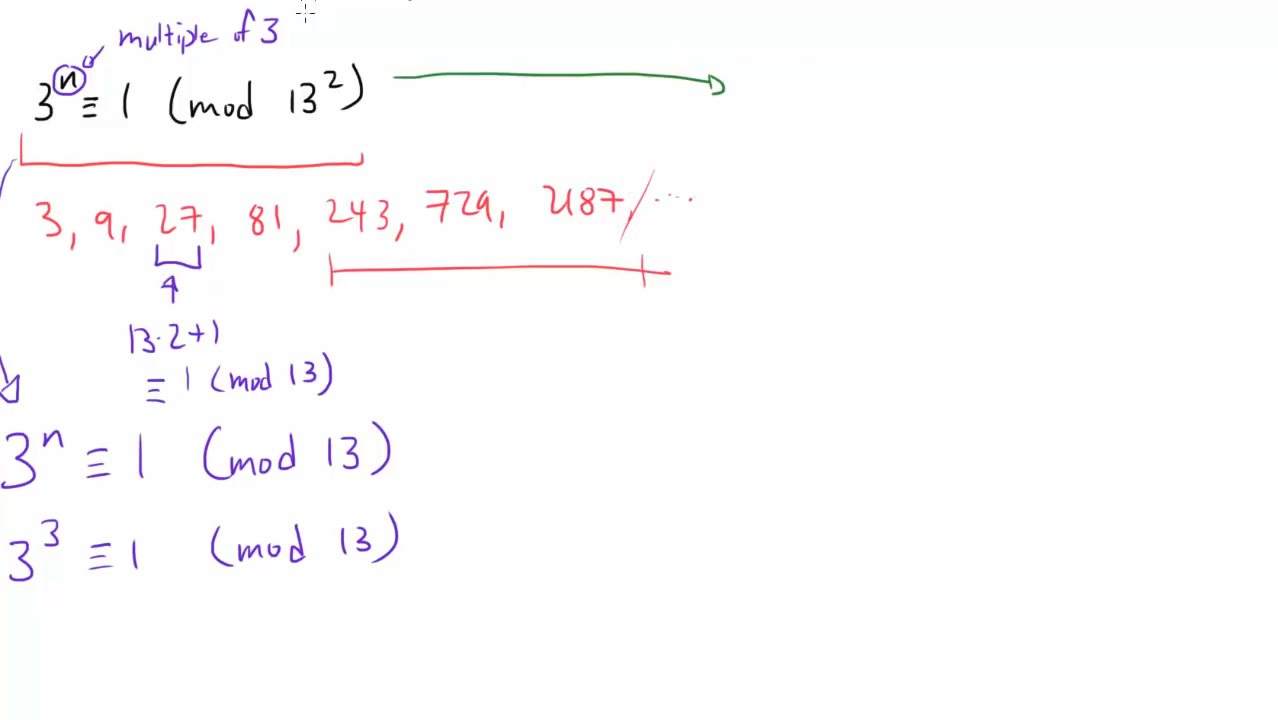 multiple of 3
3^n ≡ 1 (mod 13^2)
3, 9, 27, 81, 243, 729, 2187, ...
13·2+1
≡ 1 (mod 13)
3^n ≡ 1 (mod 13)
3^3 ≡ 1 (mod 13)